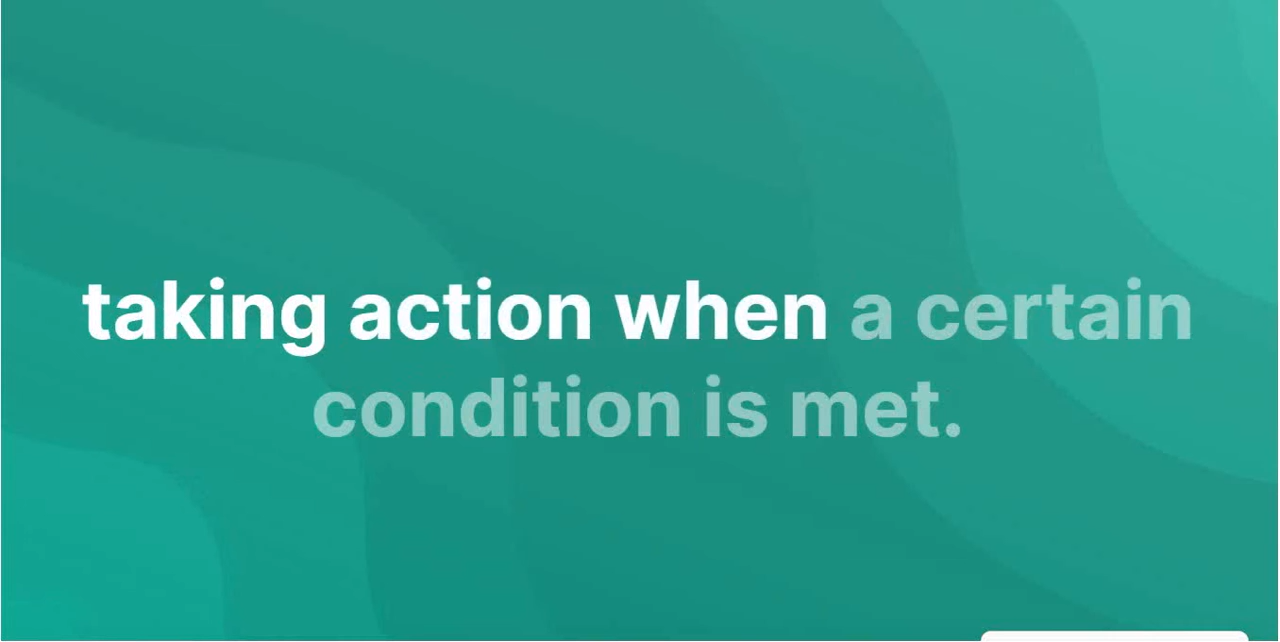 taking action when a certain
condition is met.